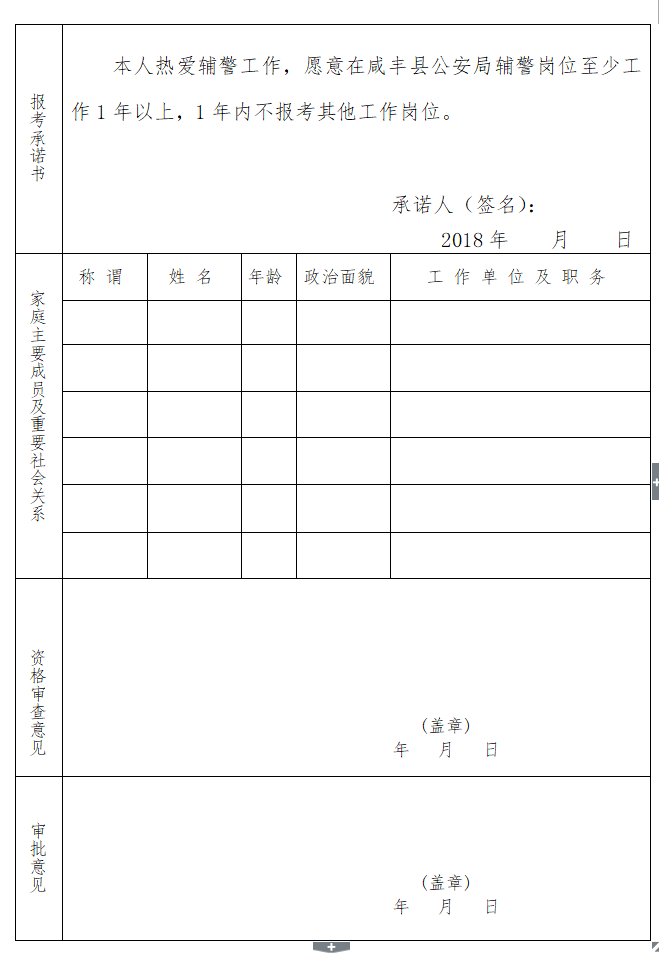 报考承诺书
本人热爱辅警工作，愿意在咸丰县公安局辅警岗位至少工
作1年以上，1年内不报考其他工作岗位。
承诺人（签名）：
2018年 月 日
家庭主要成员及重要社会关系
称谓 姓名 年龄 政治面貌 工作单位及职务
资格审查意见
（盖章）
年 月 日
审批意见
（盖章）
年 月 日